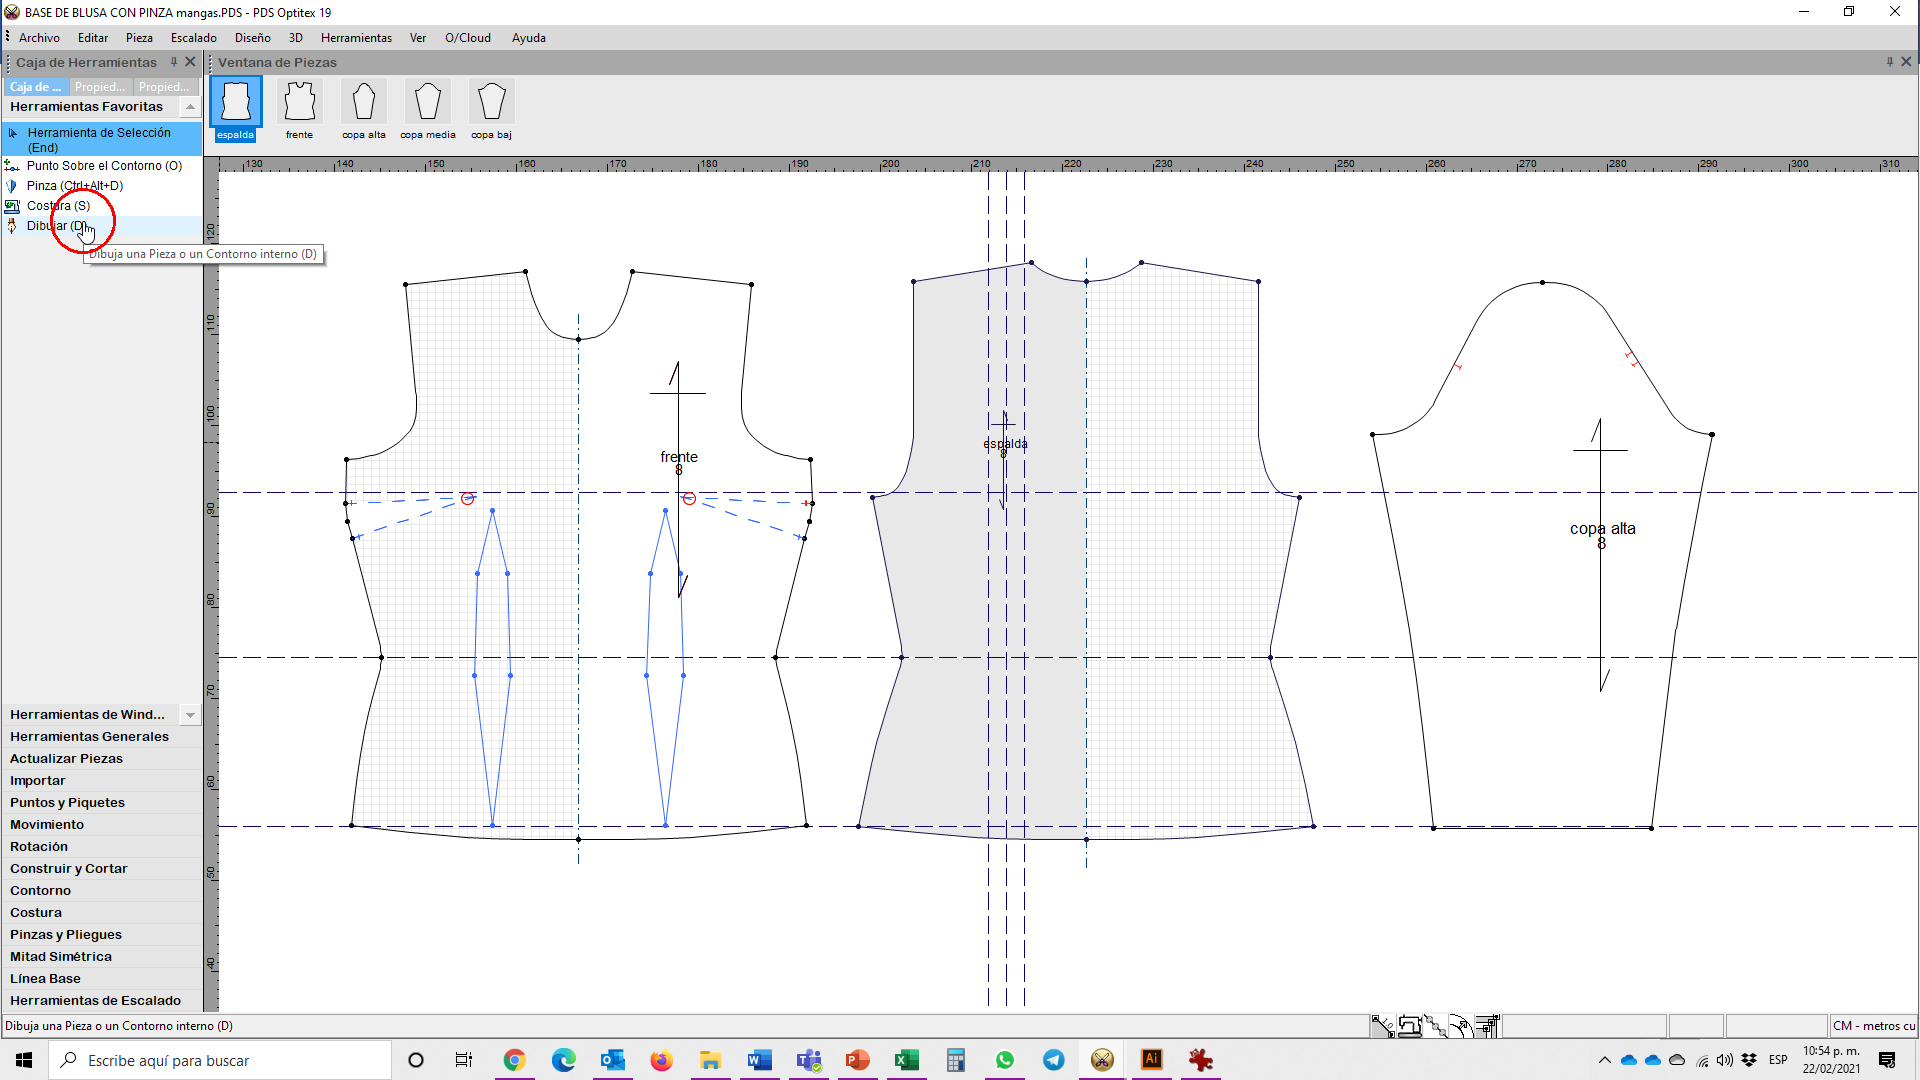 BASE DE BLUSA CON PINZA mangas.PDS - PDS Optitex 19
Archivo Editar Pieza Escalado Diseño 3D Herramientas Ver O/Cloud Ayuda
Caja de Herramientas
Ventana de Piezas
Caja de ... Propied... Propied...
Herramientas Favoritas
Herramienta de Selección
(End)
Punto Sobre el Contorno (O)
Pinza (Ctrl+Alt+D)
Costura (S)
Dibujar (D)
Dibuja una Pieza o un Contorno interno (D)
espalda frente copa alta copa media copa baj
130 140 150 160 170 180 190 200 210 220 230 240 250 260 270 280 290 300 310
120
110
100
90
80
70
60
50
40
frente
8
espalda
8
copa alta
8
Herramientas de Wind...
Herramientas Generales
Actualizar Piezas
Importar
Puntos y Piquetes
Movimiento
Rotación
Construir y Cortar
Contorno
Costura
Pinzas y Pliegues
Mitad Simétrica
Línea Base
Herramientas de Escalado
Dibuja una Pieza o un Contorno interno (D)
CM - metros cu
Escribe aquí para buscar
ESP
10:54 p. m.
22/02/2021